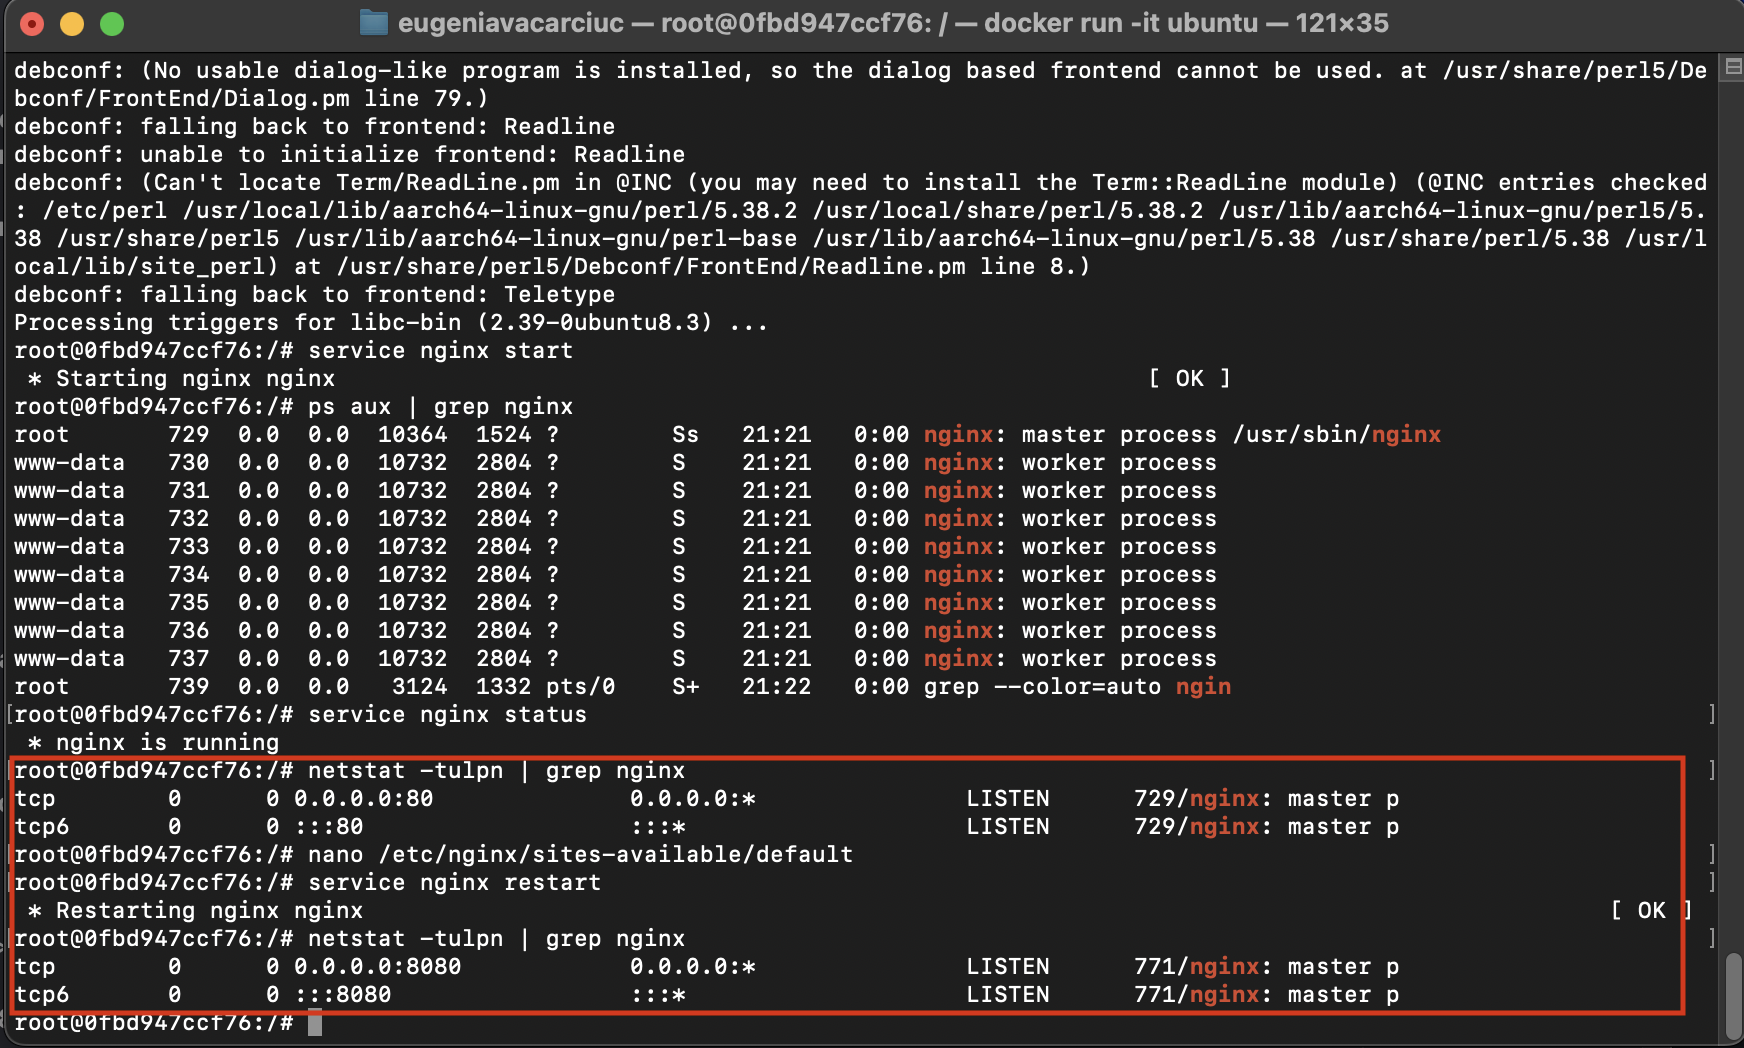 eugeniavacarciuc — root@0fbd947ccf76: / — docker run -it ubuntu — 121×35
debconf: (No usable dialog-like program is installed, so the dialog based frontend cannot be used. at /usr/share/perl5/De
bconf/FrontEnd/Dialog.pm line 79.)
debconf: falling back to frontend: Readline
debconf: unable to initialize frontend: Readline
debconf: (Can't locate Term/ReadLine.pm in @INC (you may need to install the Term::ReadLine module) (@INC entries checked
: /etc/perl /usr/local/lib/aarch64-linux-gnu/perl/5.38.2 /usr/local/share/perl/5.38.2 /usr/lib/aarch64-linux-gnu/perl5/5.
38 /usr/share/perl5 /usr/lib/aarch64-linux-gnu/perl-base /usr/lib/aarch64-linux-gnu/perl/5.38 /usr/share/perl/5.38 /usr/l
ocal/lib/site_perl) at /usr/share/perl5/Debconf/FrontEnd/Readline.pm line 8.)
debconf: falling back to frontend: Teletype
Processing triggers for libc-bin (2.39-0ubuntu8.3) ...
root@0fbd947ccf76:/# service nginx start
 * Starting nginx nginx [ OK ]
root@0fbd947ccf76:/# ps aux | grep nginx
root 729 0.0 0.0 10364 1524 ? Ss 21:21 0:00 nginx: master process /usr/sbin/nginx
www-data 730 0.0 0.0 10732 2804 ? S 21:21 0:00 nginx: worker process
www-data 731 0.0 0.0 10732 2804 ? S 21:21 0:00 nginx: worker process
www-data 732 0.0 0.0 10732 2804 ? S 21:21 0:00 nginx: worker process
www-data 733 0.0 0.0 10732 2804 ? S 21:21 0:00 nginx: worker process
www-data 734 0.0 0.0 10732 2804 ? S 21:21 0:00 nginx: worker process
www-data 735 0.0 0.0 10732 2804 ? S 21:21 0:00 nginx: worker process
www-data 736 0.0 0.0 10732 2804 ? S 21:21 0:00 nginx: worker process
www-data 737 0.0 0.0 10732 2804 ? S 21:21 0:00 nginx: worker process
root 739 0.0 0.0 3124 1332 pts/0 S+ 21:22 0:00 grep --color=auto ngin
[root@0fbd947ccf76:/# service nginx status ]
 * nginx is running
[root@0fbd947ccf76:/# netstat -tulpn | grep nginx ]
tcp 0 0 0.0.0.0:80 0.0.0.0:* LISTEN 729/nginx: master p
tcp6 0 0 :::80 :::* LISTEN 729/nginx: master p
[root@0fbd947ccf76:/# nano /etc/nginx/sites-available/default ]
[root@0fbd947ccf76:/# service nginx restart ]
 * Restarting nginx nginx [ OK ]
[root@0fbd947ccf76:/# netstat -tulpn | grep nginx ]
tcp 0 0 0.0.0.0:8080 0.0.0.0:* LISTEN 771/nginx: master p
tcp6 0 0 :::8080 :::* LISTEN 771/nginx: master p
root@0fbd947ccf76:/#